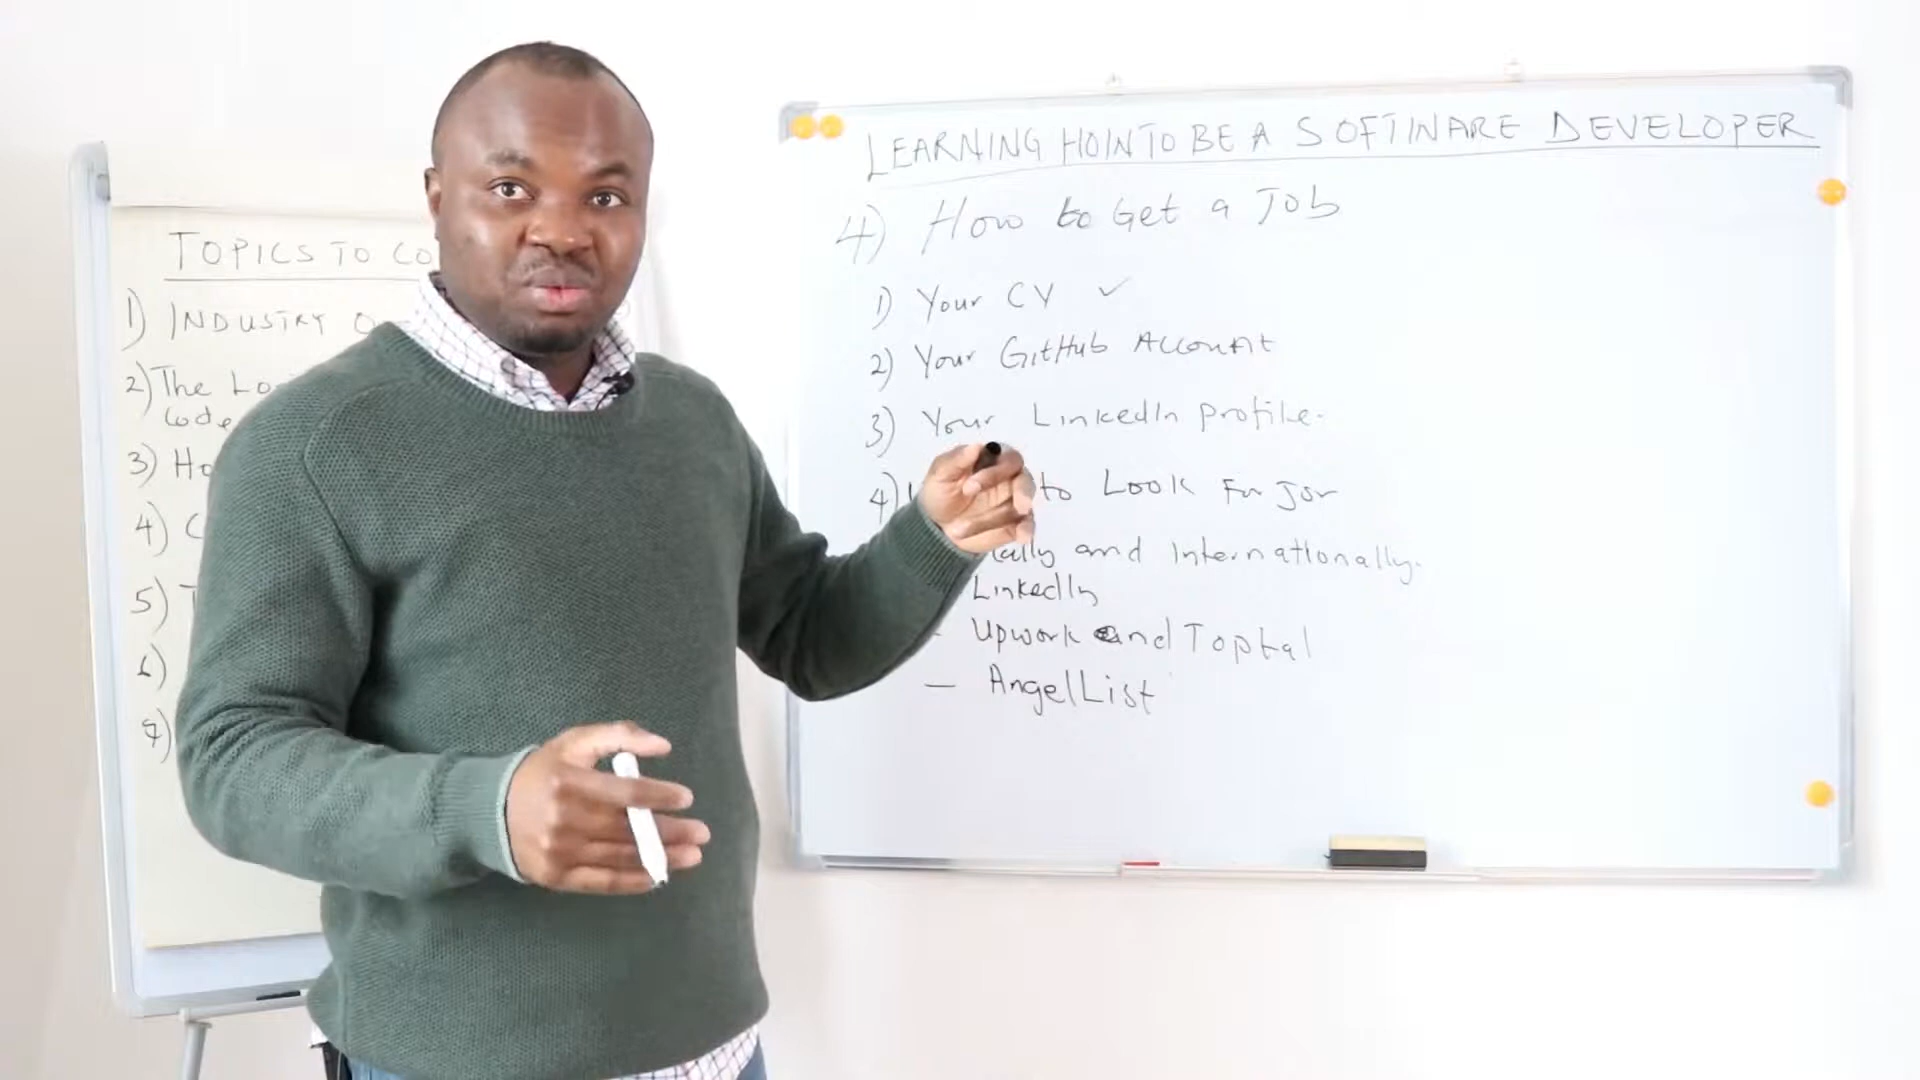 TOPICS TO CO
1) INDUSTRY O
2) The Lo
Code
3) Ho
4) C
5) T
6)
7)
LEARNING HOW TO BE A SOFTWARE DEVELOPER
4) How to Get a Job
1) Your CV ✓
2) Your GitHub Account
3) Your LinkedIn profile.
4) to Look For Job
cally and Internationally.
LinkedIn
- Upwork and Toptal
- AngelList